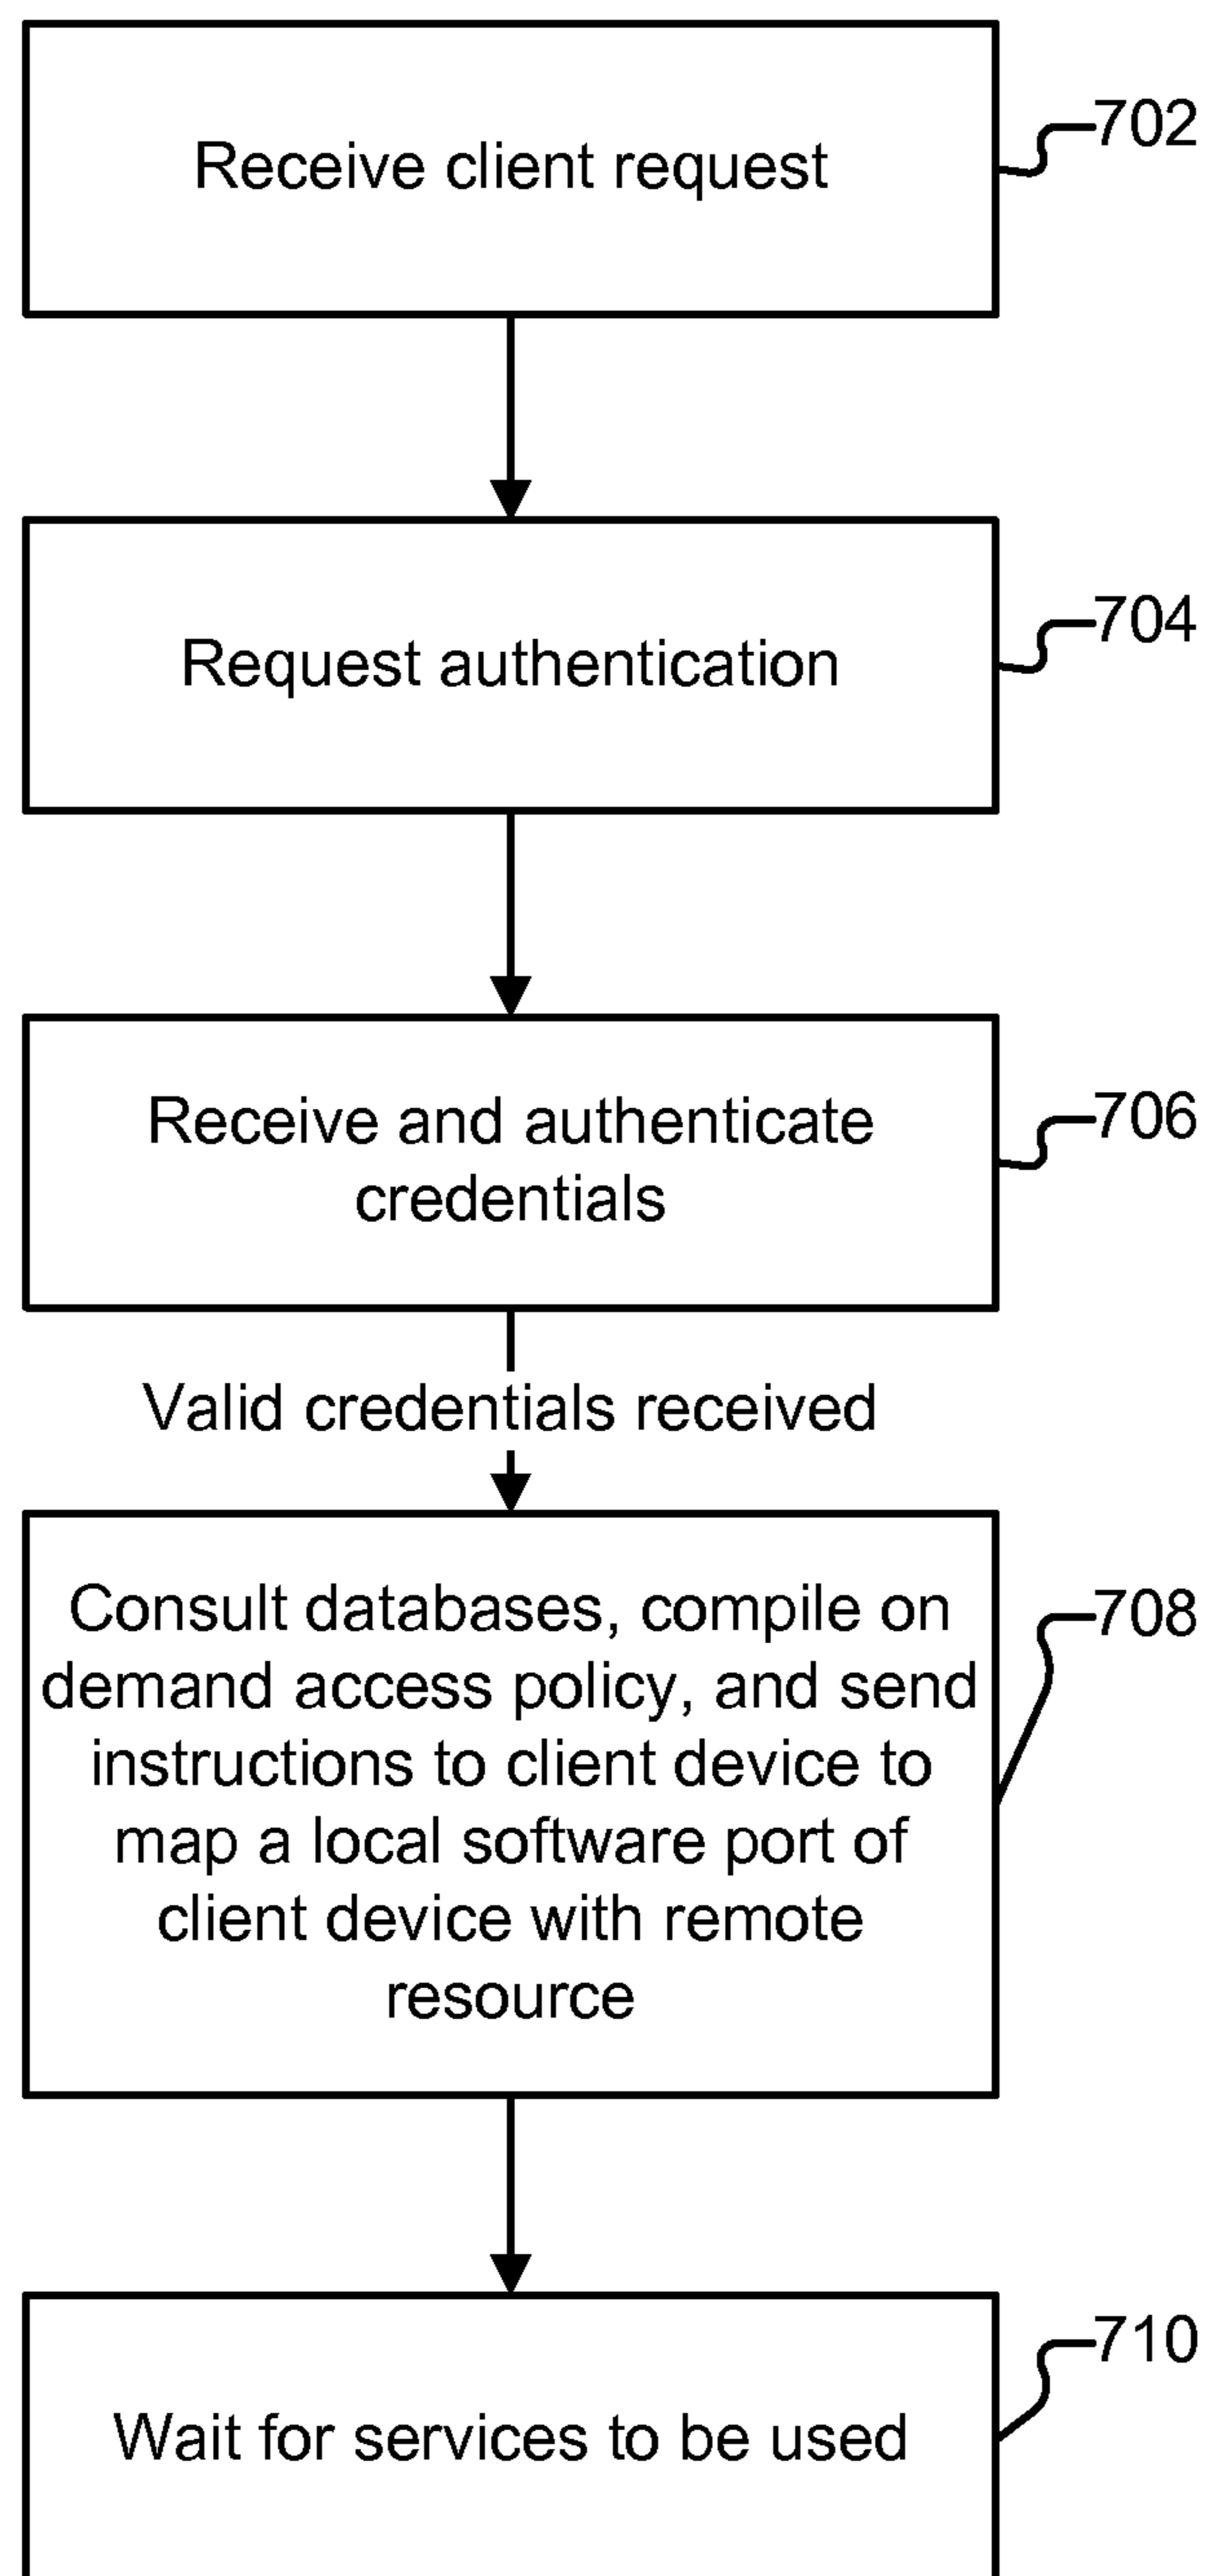 Receive client request
702
Request authentication
704
Receive and authenticate
credentials
706
Valid credentials received
Consult databases, compile on
demand access policy, and send
instructions to client device to
map a local software port of
client device with remote
resource
708
Wait for services to be used
710